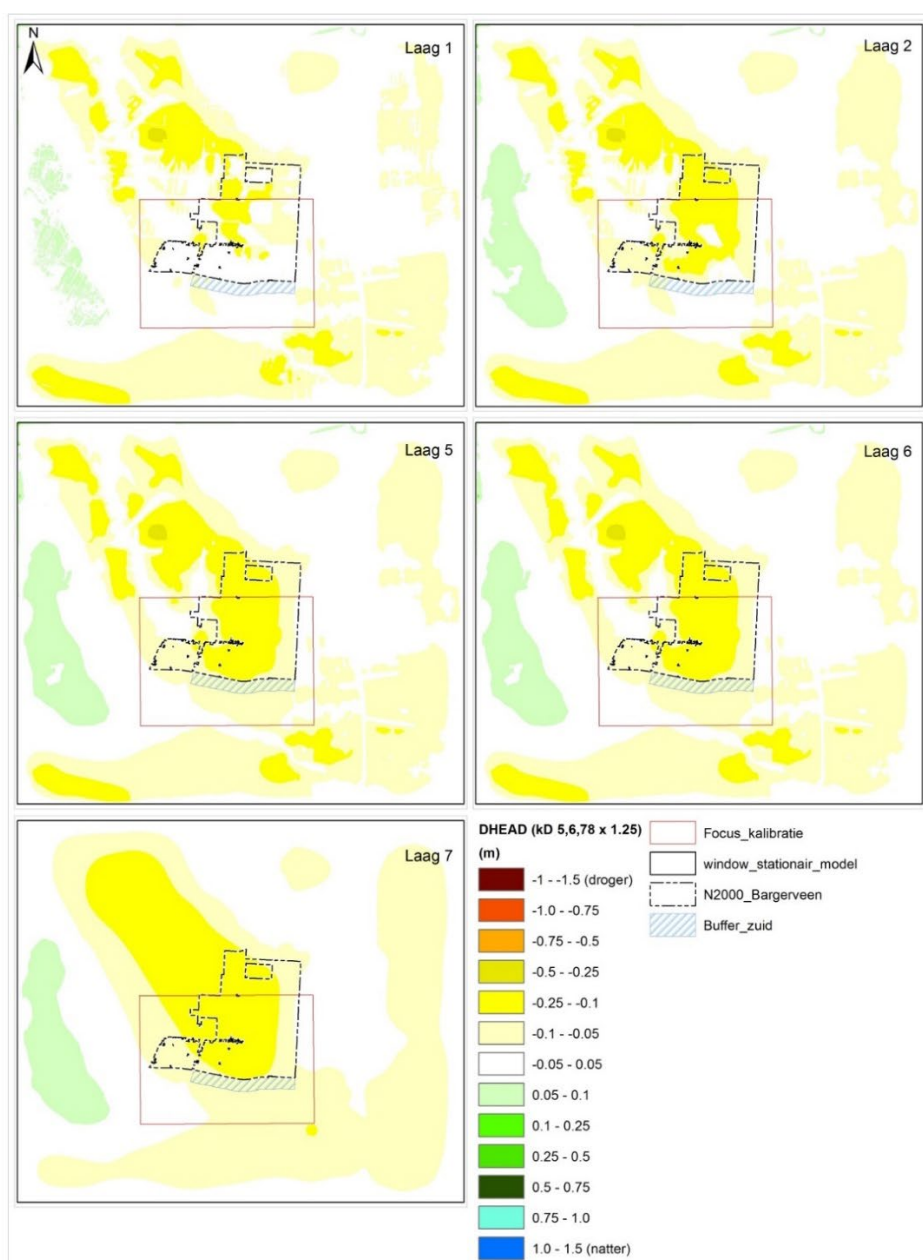 N
Laag 1
Laag 2
Laag 5
Laag 6
Laag 7
DHEAD (kD 5,6,78 x 1.25)
(m)
-1 - -1.5 (droger)
-1.0 - -0.75
-0.75 - -0.5
-0.5 - -0.25
-0.25 - -0.1
-0.1 - -0.05
-0.05 - 0.05
0.05 - 0.1
0.1 - 0.25
0.25 - 0.5
0.5 - 0.75
0.75 - 1.0
1.0 - 1.5 (natter)
Focus_kalibratie
window_stationair_model
N2000_Bargerveen
Buffer_zuid